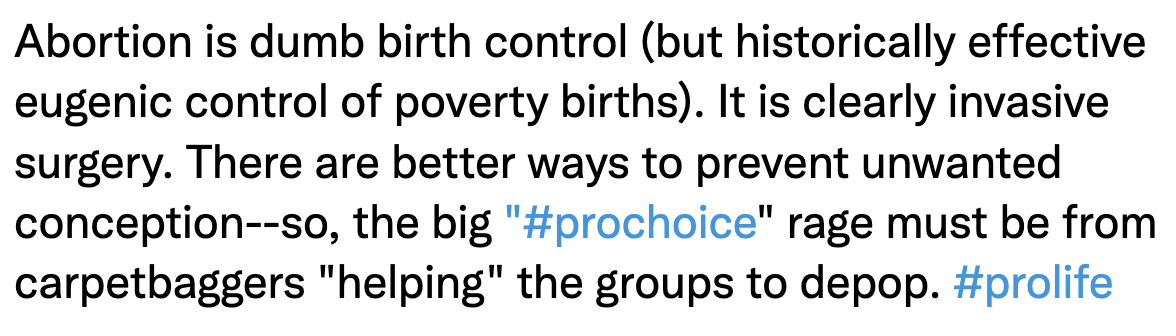 Abortion is dumb birth control (but historically effective
eugenic control of poverty births). It is clearly invasive
surgery. There are better ways to prevent unwanted
conception--so, the big "#prochoice" rage must be from
carpetbaggers "helping" the groups to depop. #prolife